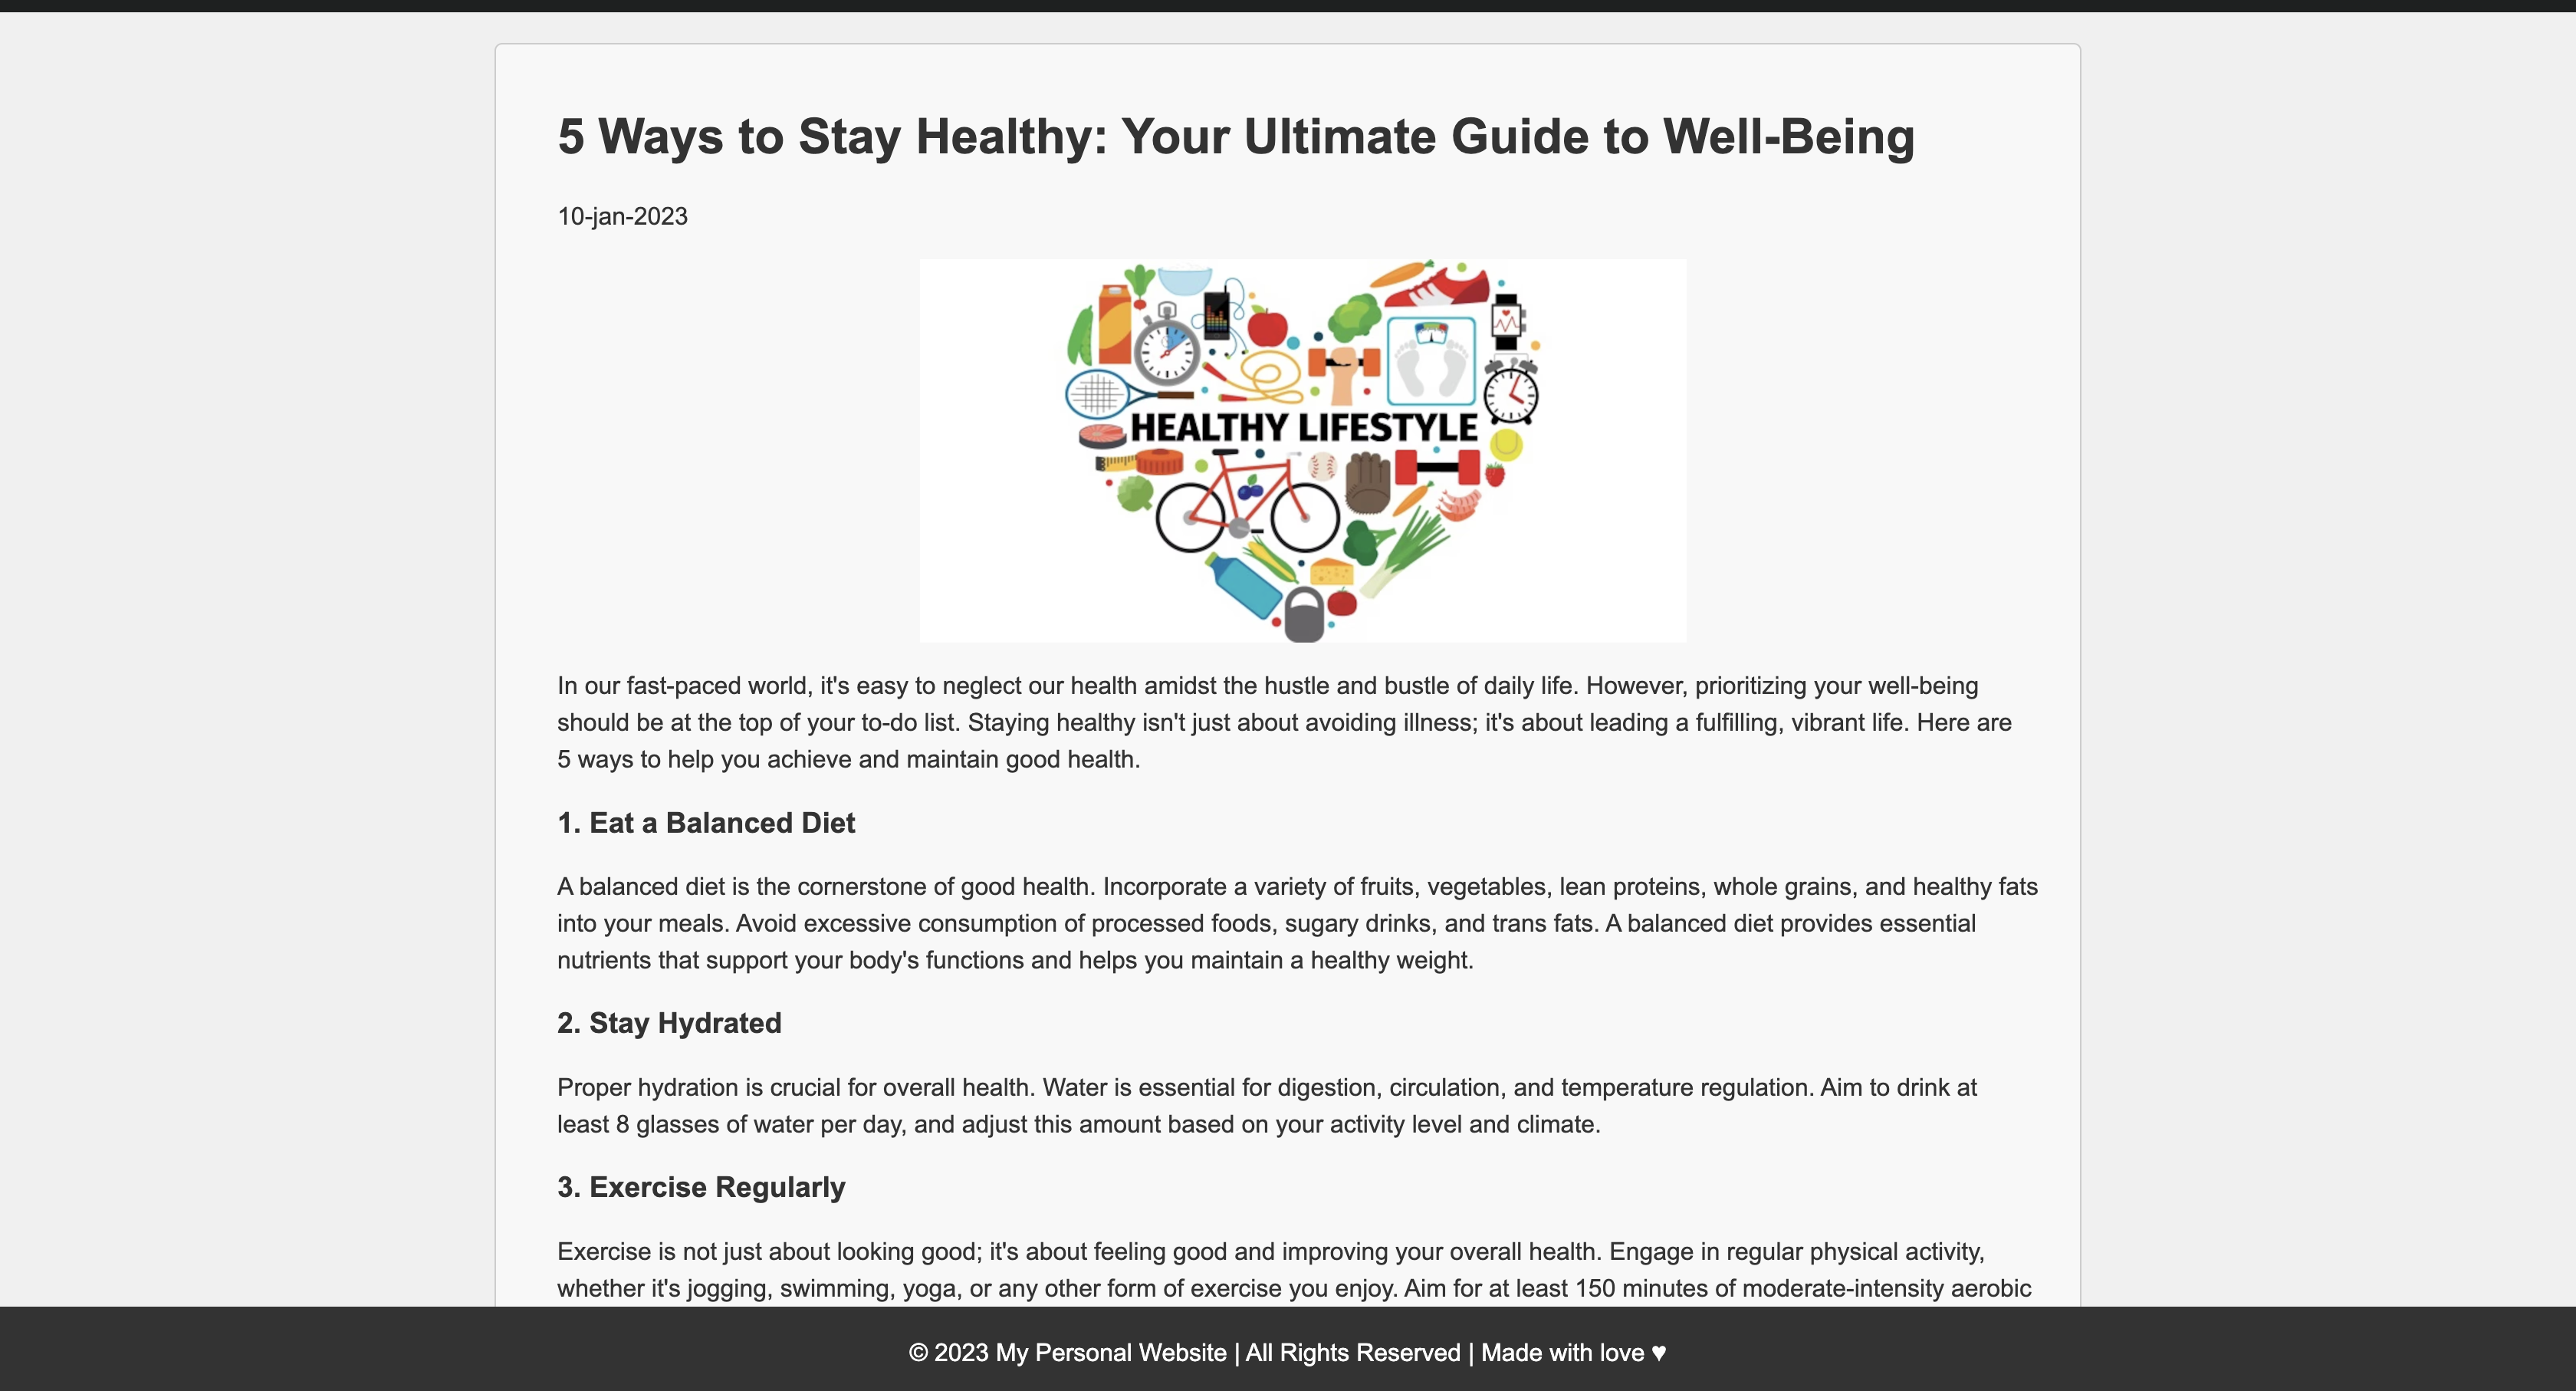 5 Ways to Stay Healthy: Your Ultimate Guide to Well-Being
10-jan-2023
HEALTHY LIFESTYLE
In our fast-paced world, it's easy to neglect our health amidst the hustle and bustle of daily life. However, prioritizing your well-being
should be at the top of your to-do list. Staying healthy isn't just about avoiding illness; it's about leading a fulfilling, vibrant life. Here are
5 ways to help you achieve and maintain good health.
1. Eat a Balanced Diet
A balanced diet is the cornerstone of good health. Incorporate a variety of fruits, vegetables, lean proteins, whole grains, and healthy fats
into your meals. Avoid excessive consumption of processed foods, sugary drinks, and trans fats. A balanced diet provides essential
nutrients that support your body's functions and helps you maintain a healthy weight.
2. Stay Hydrated
Proper hydration is crucial for overall health. Water is essential for digestion, circulation, and temperature regulation. Aim to drink at
least 8 glasses of water per day, and adjust this amount based on your activity level and climate.
3. Exercise Regularly
Exercise is not just about looking good; it's about feeling good and improving your overall health. Engage in regular physical activity,
whether it's jogging, swimming, yoga, or any other form of exercise you enjoy. Aim for at least 150 minutes of moderate-intensity aerobic
© 2023 My Personal Website | All Rights Reserved | Made with love ♥